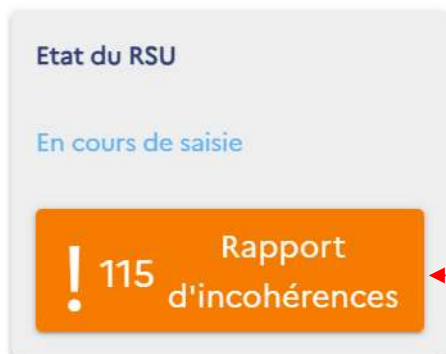 Etat du RSU
En cours de saisie
! 115 Rapport
d'incohérences